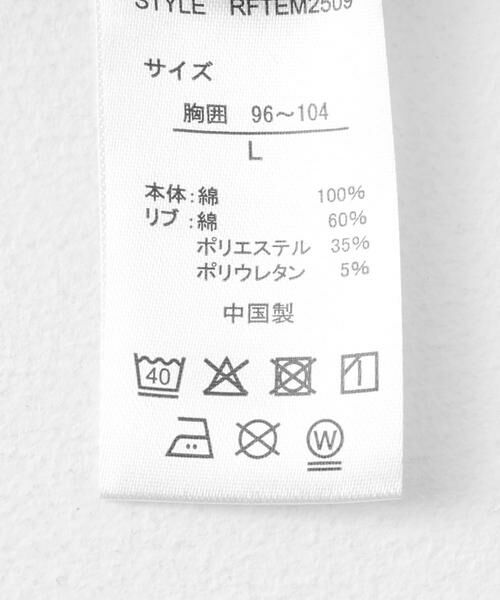 STYLE RFTEM2509
サイズ
胸囲 96～104
L
本体：綿 100%
リブ：綿 60%
ポリエステル 35%
ポリウレタン 5%
中国製
40
W